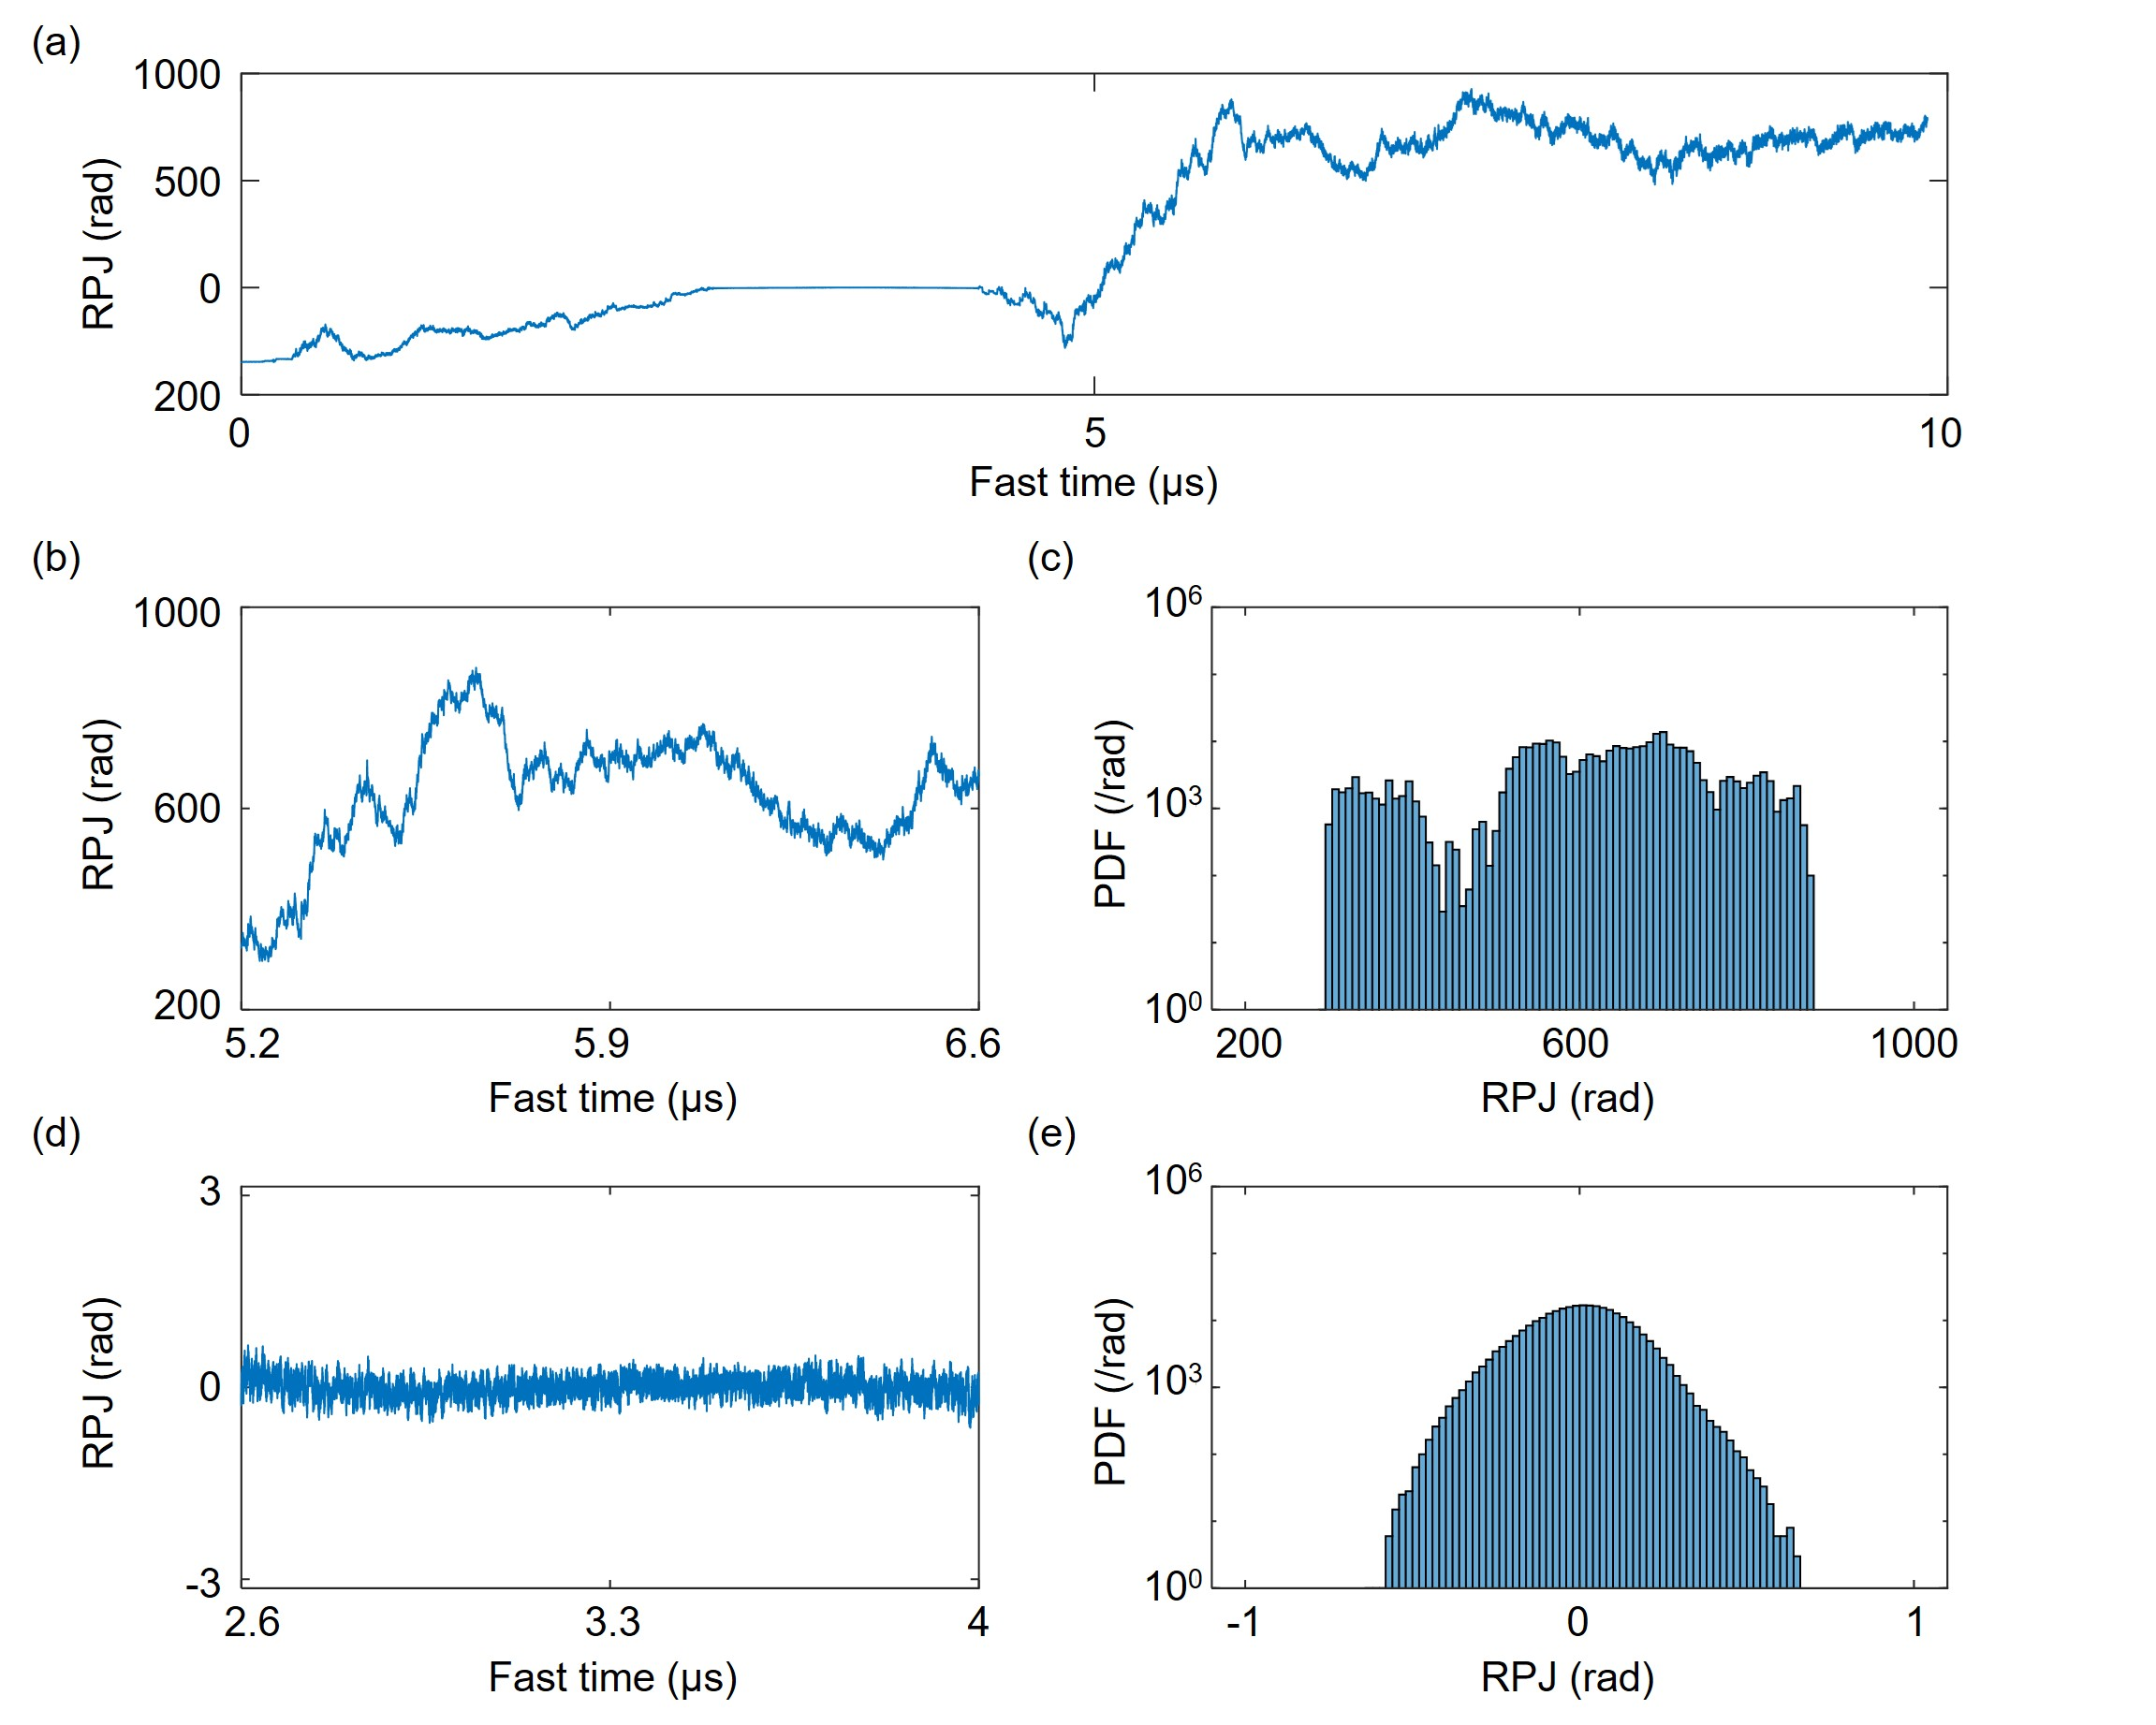 (a)
1000
500
0
200
RPJ (rad)
0 5 10
Fast time (μs)
(b)
1000
600
200
RPJ (rad)
5.2 5.9 6.6
Fast time (μs)
(c)
10⁶
10³
10⁰
PDF (/rad)
200 600 1000
RPJ (rad)
(d)
3
0
-3
RPJ (rad)
2.6 3.3 4
Fast time (μs)
(e)
10⁶
10³
10⁰
PDF (/rad)
-1 0 1
RPJ (rad)